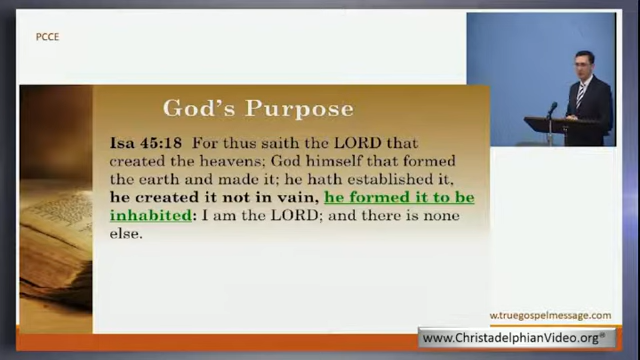 PCCE
God's Purpose
Isa 45:18 For thus saith the LORD that
created the heavens; God himself that formed
the earth and made it; he hath established it,
he created it not in vain, he formed it to be
inhabited: I am the LORD; and there is none
else.
w.truegospelmessage.com
www.ChristadelphianVideo.org®